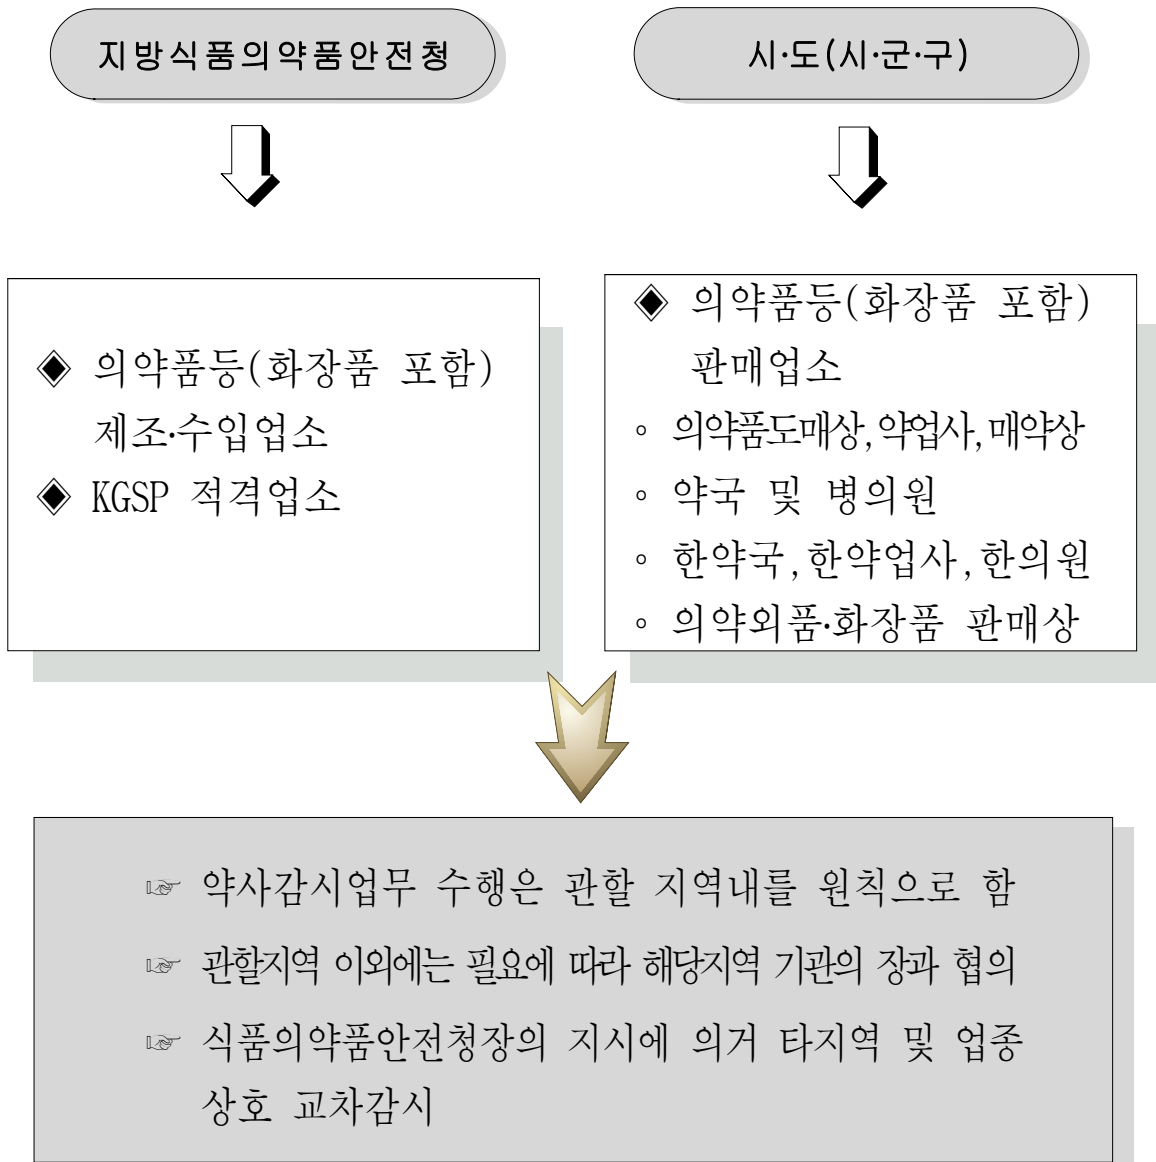 지방식품의약품안전청
시·도(시·군·구)
◈ 의약품등(화장품 포함)
제조·수입업소
◈ KGSP 적격업소
◈ 의약품등(화장품 포함)
판매업소
◦ 의약품도매상,약업사,매약상
◦ 약국 및 병의원
◦ 한약국,한약업사,한의원
◦ 의약외품·화장품 판매상
☞ 약사감시업무 수행은 관할 지역내를 원칙으로 함
☞ 관할지역 이외에는 필요에 따라 해당지역 기관의 장과 협의
☞ 식품의약품안전청장의 지시에 의거 타지역 및 업종
상호 교차감시